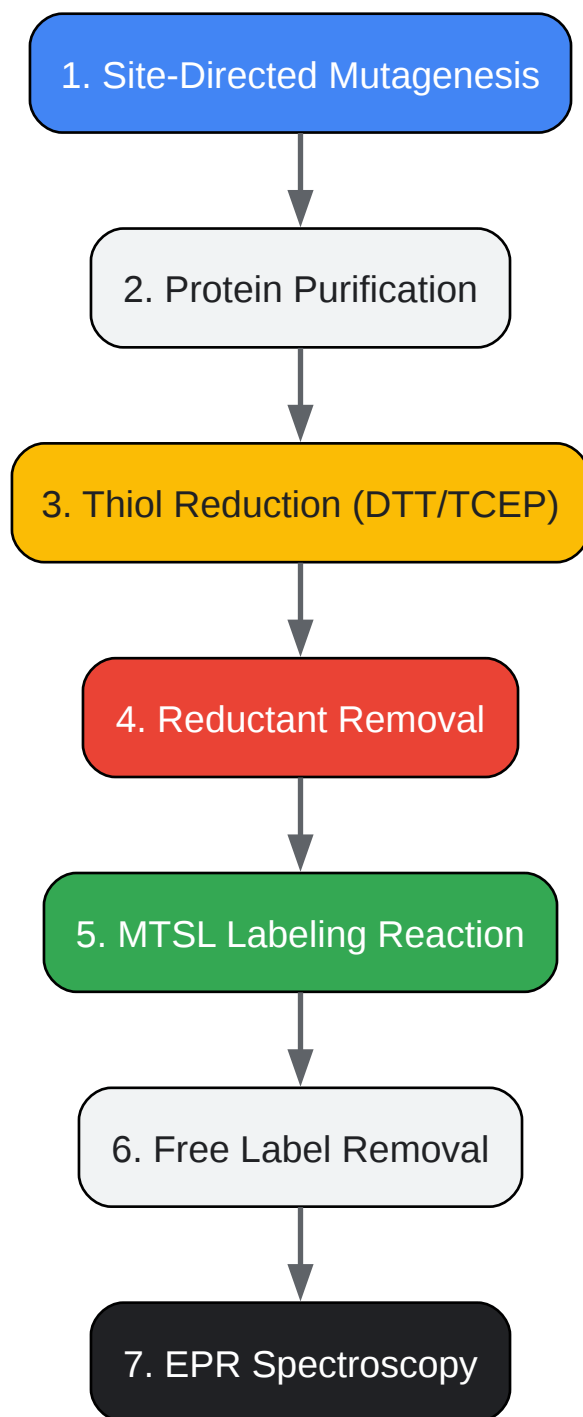 1. Site-Directed Mutagenesis
2. Protein Purification
3. Thiol Reduction (DTT/TCEP)
4. Reductant Removal
5. MTSL Labeling Reaction
6. Free Label Removal
7. EPR Spectroscopy